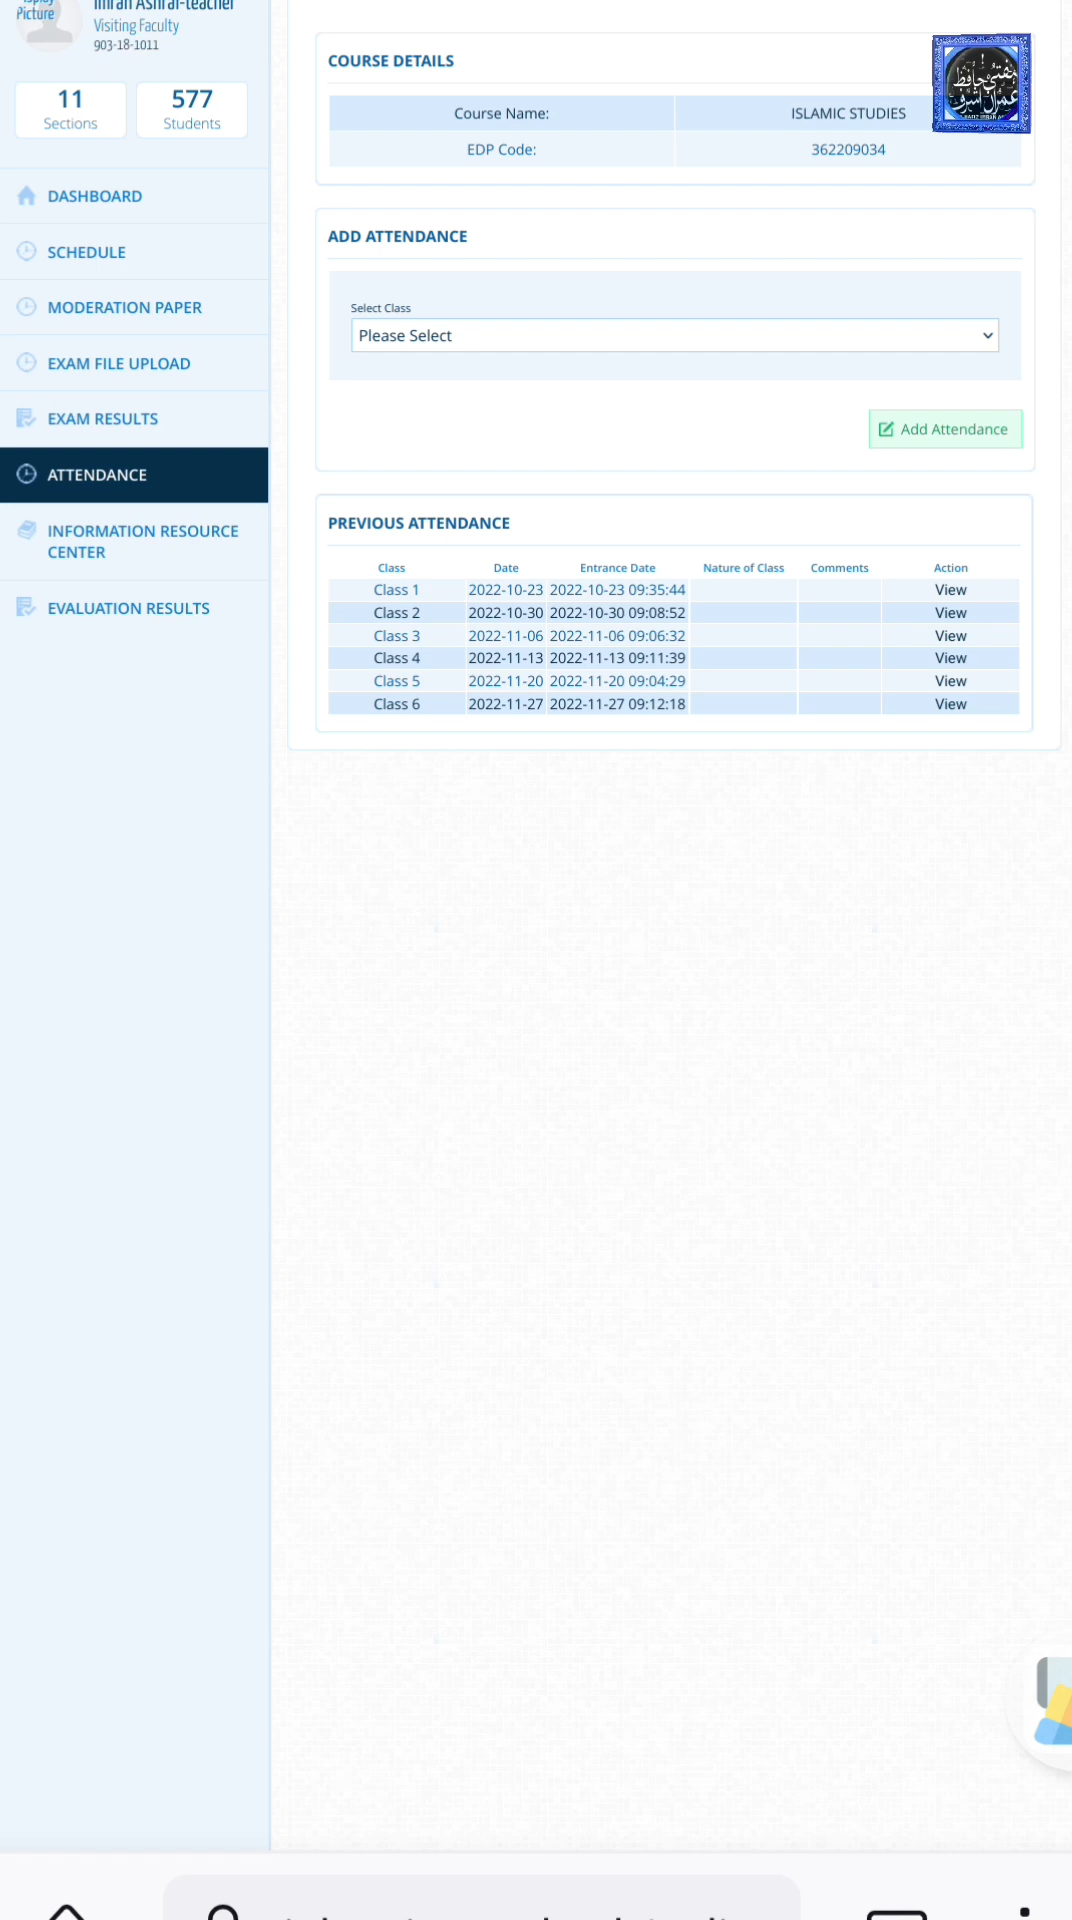 Picture
Imran Ashraf-teacher
Visiting Faculty
903-18-1011
11
Sections
577
Students
DASHBOARD
SCHEDULE
MODERATION PAPER
EXAM FILE UPLOAD
EXAM RESULTS
ATTENDANCE
INFORMATION RESOURCE
CENTER
EVALUATION RESULTS
COURSE DETAILS
Course Name: ISLAMIC STUDIES
EDP Code: 362209034
مفتی حافظ
عمران اشرف
ADD ATTENDANCE
Select Class
Please Select
Add Attendance
PREVIOUS ATTENDANCE
Class Date Entrance Date Nature of Class Comments Action
Class 1 2022-10-23 2022-10-23 09:35:44 View
Class 2 2022-10-30 2022-10-30 09:08:52 View
Class 3 2022-11-06 2022-11-06 09:06:32 View
Class 4 2022-11-13 2022-11-13 09:11:39 View
Class 5 2022-11-20 2022-11-20 09:04:29 View
Class 6 2022-11-27 2022-11-27 09:12:18 View